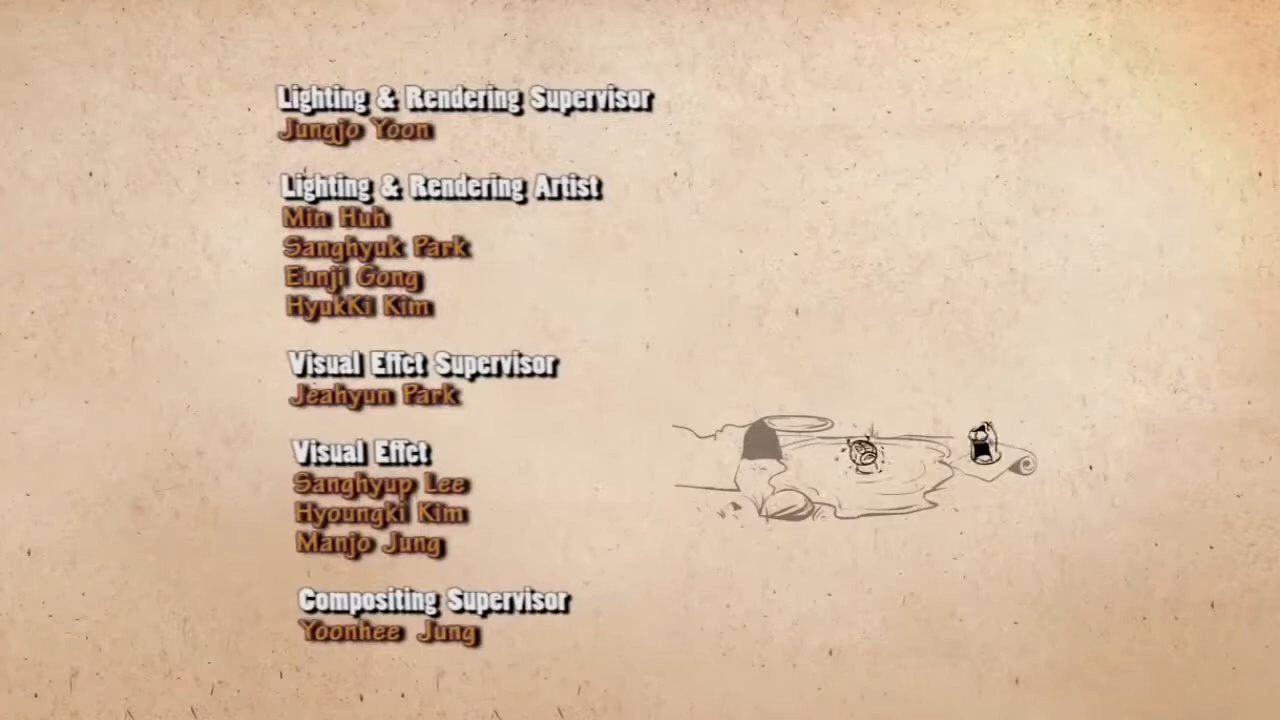 Lighting & Rendering Supervisor
Jungjo Yoon
Lighting & Rendering Artist
Min Huh
Sanghyuk Park
Eunji Gong
HyukKi Kim
Visual Effct Supervisor
Jeahyun Park
Visual Effct
Sanghyup Lee
Hyoungki Kim
Manjo Jung
Compositing Supervisor
Yoonhee Jung